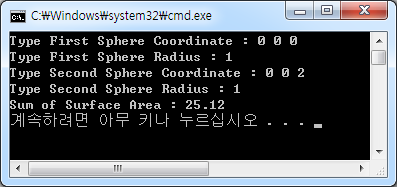 C:₩Windows₩system32₩cmd.exe
Type First Sphere Coordinate : 0 0 0
Type First Sphere Radius : 1
Type Second Sphere Coordinate : 0 0 2
Type Second Sphere Radius : 1
Sum of Surface Area : 25.12
계속하려면 아무 키나 누르십시오 . . .